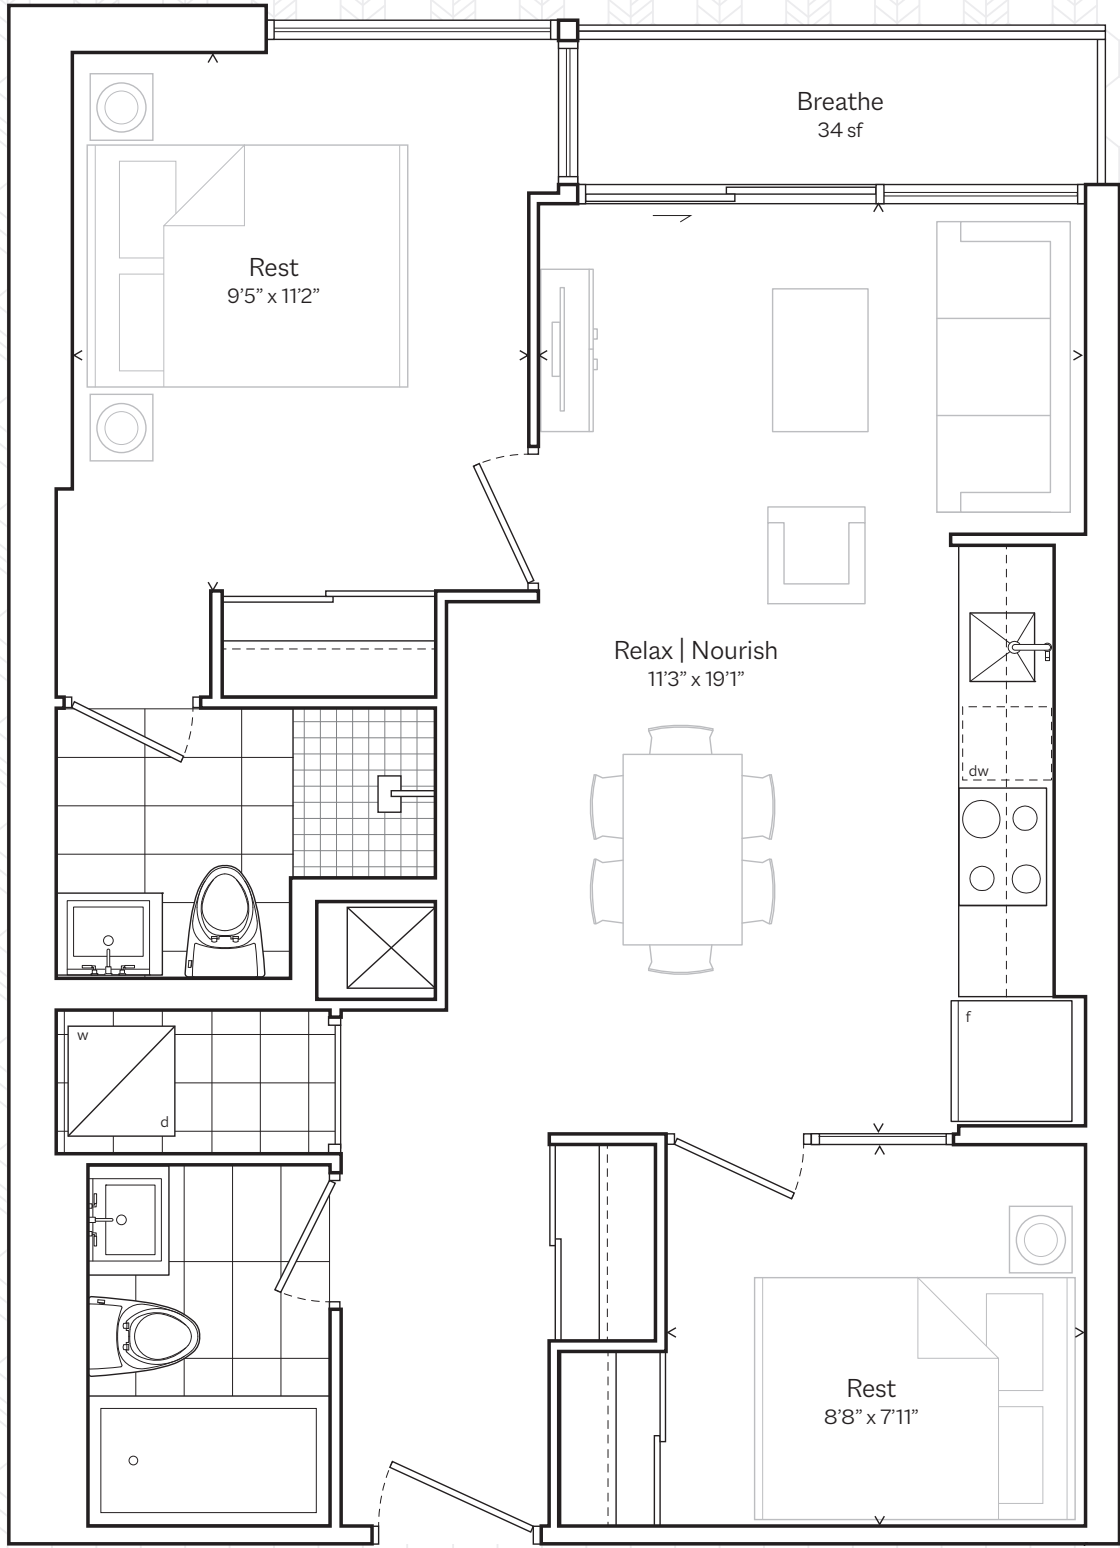 Breathe
34 sf
Rest
9’5” x 11’2”
Relax | Nourish
11’3” x 19’1”
dw
f
w
d
Rest
8’8” x 7’11”